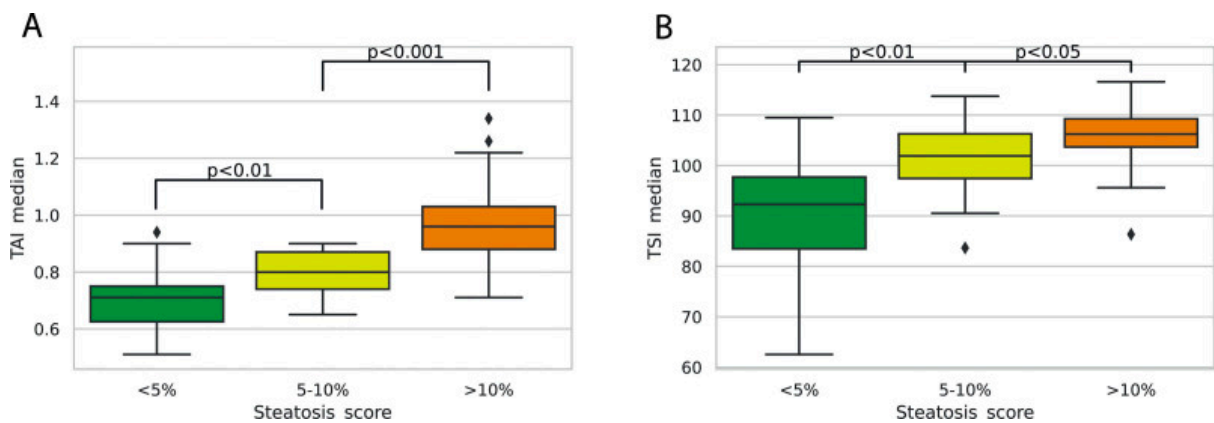 A
p<0.001
p<0.01
TAI median
1.4
1.2
1.0
0.8
0.6
<5%
5-10%
>10%
Steatosis score
B
p<0.01
p<0.05
TSI median
120
110
100
90
80
70
60
<5%
5-10%
>10%
Steatosis score